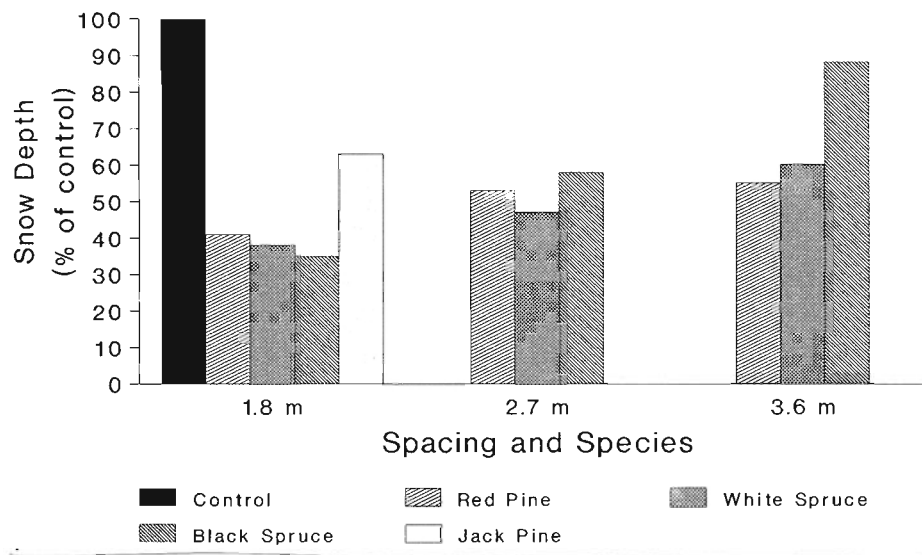 100
90
80
70
60
50
40
30
20
10
0
Snow Depth
(% of control)
1.8 m 2.7 m 3.6 m
Spacing and Species
Control Red Pine White Spruce
Black Spruce Jack Pine